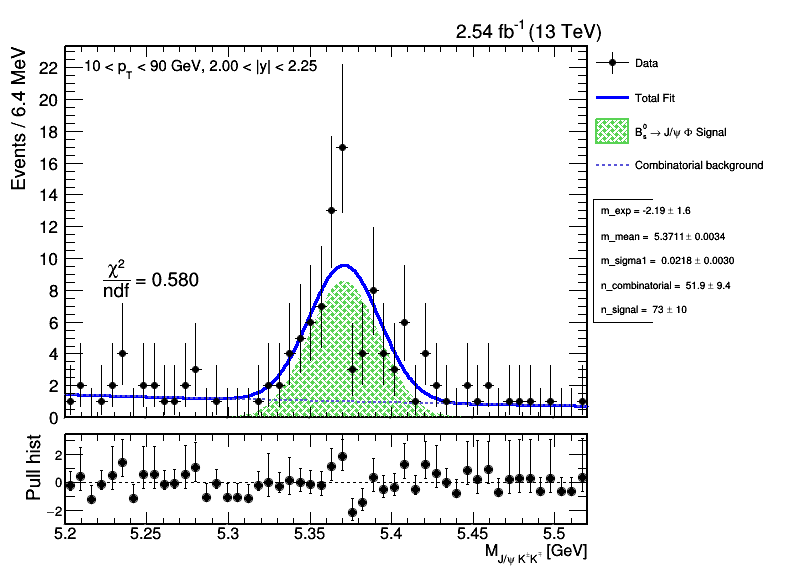 2.54 fb⁻¹ (13 TeV)
Events / 6.4 MeV
10 < p_T < 90 GeV, 2.00 < |y| < 2.25
22
20
18
16
14
12
10
8
6
4
2
0
χ²/ndf = 0.580
Data
Total Fit
B_s^0 → J/ψ Φ Signal
Combinatorial background
m_exp = -2.19 ± 1.6
m_mean = 5.3711 ± 0.0034
m_sigma1 = 0.0218 ± 0.0030
n_combinatorial = 51.9 ± 9.4
n_signal = 73 ± 10
Pull hist
2
0
−2
5.2 5.25 5.3 5.35 5.4 5.45 5.5
M_{J/ψ K^±K^∓} [GeV]